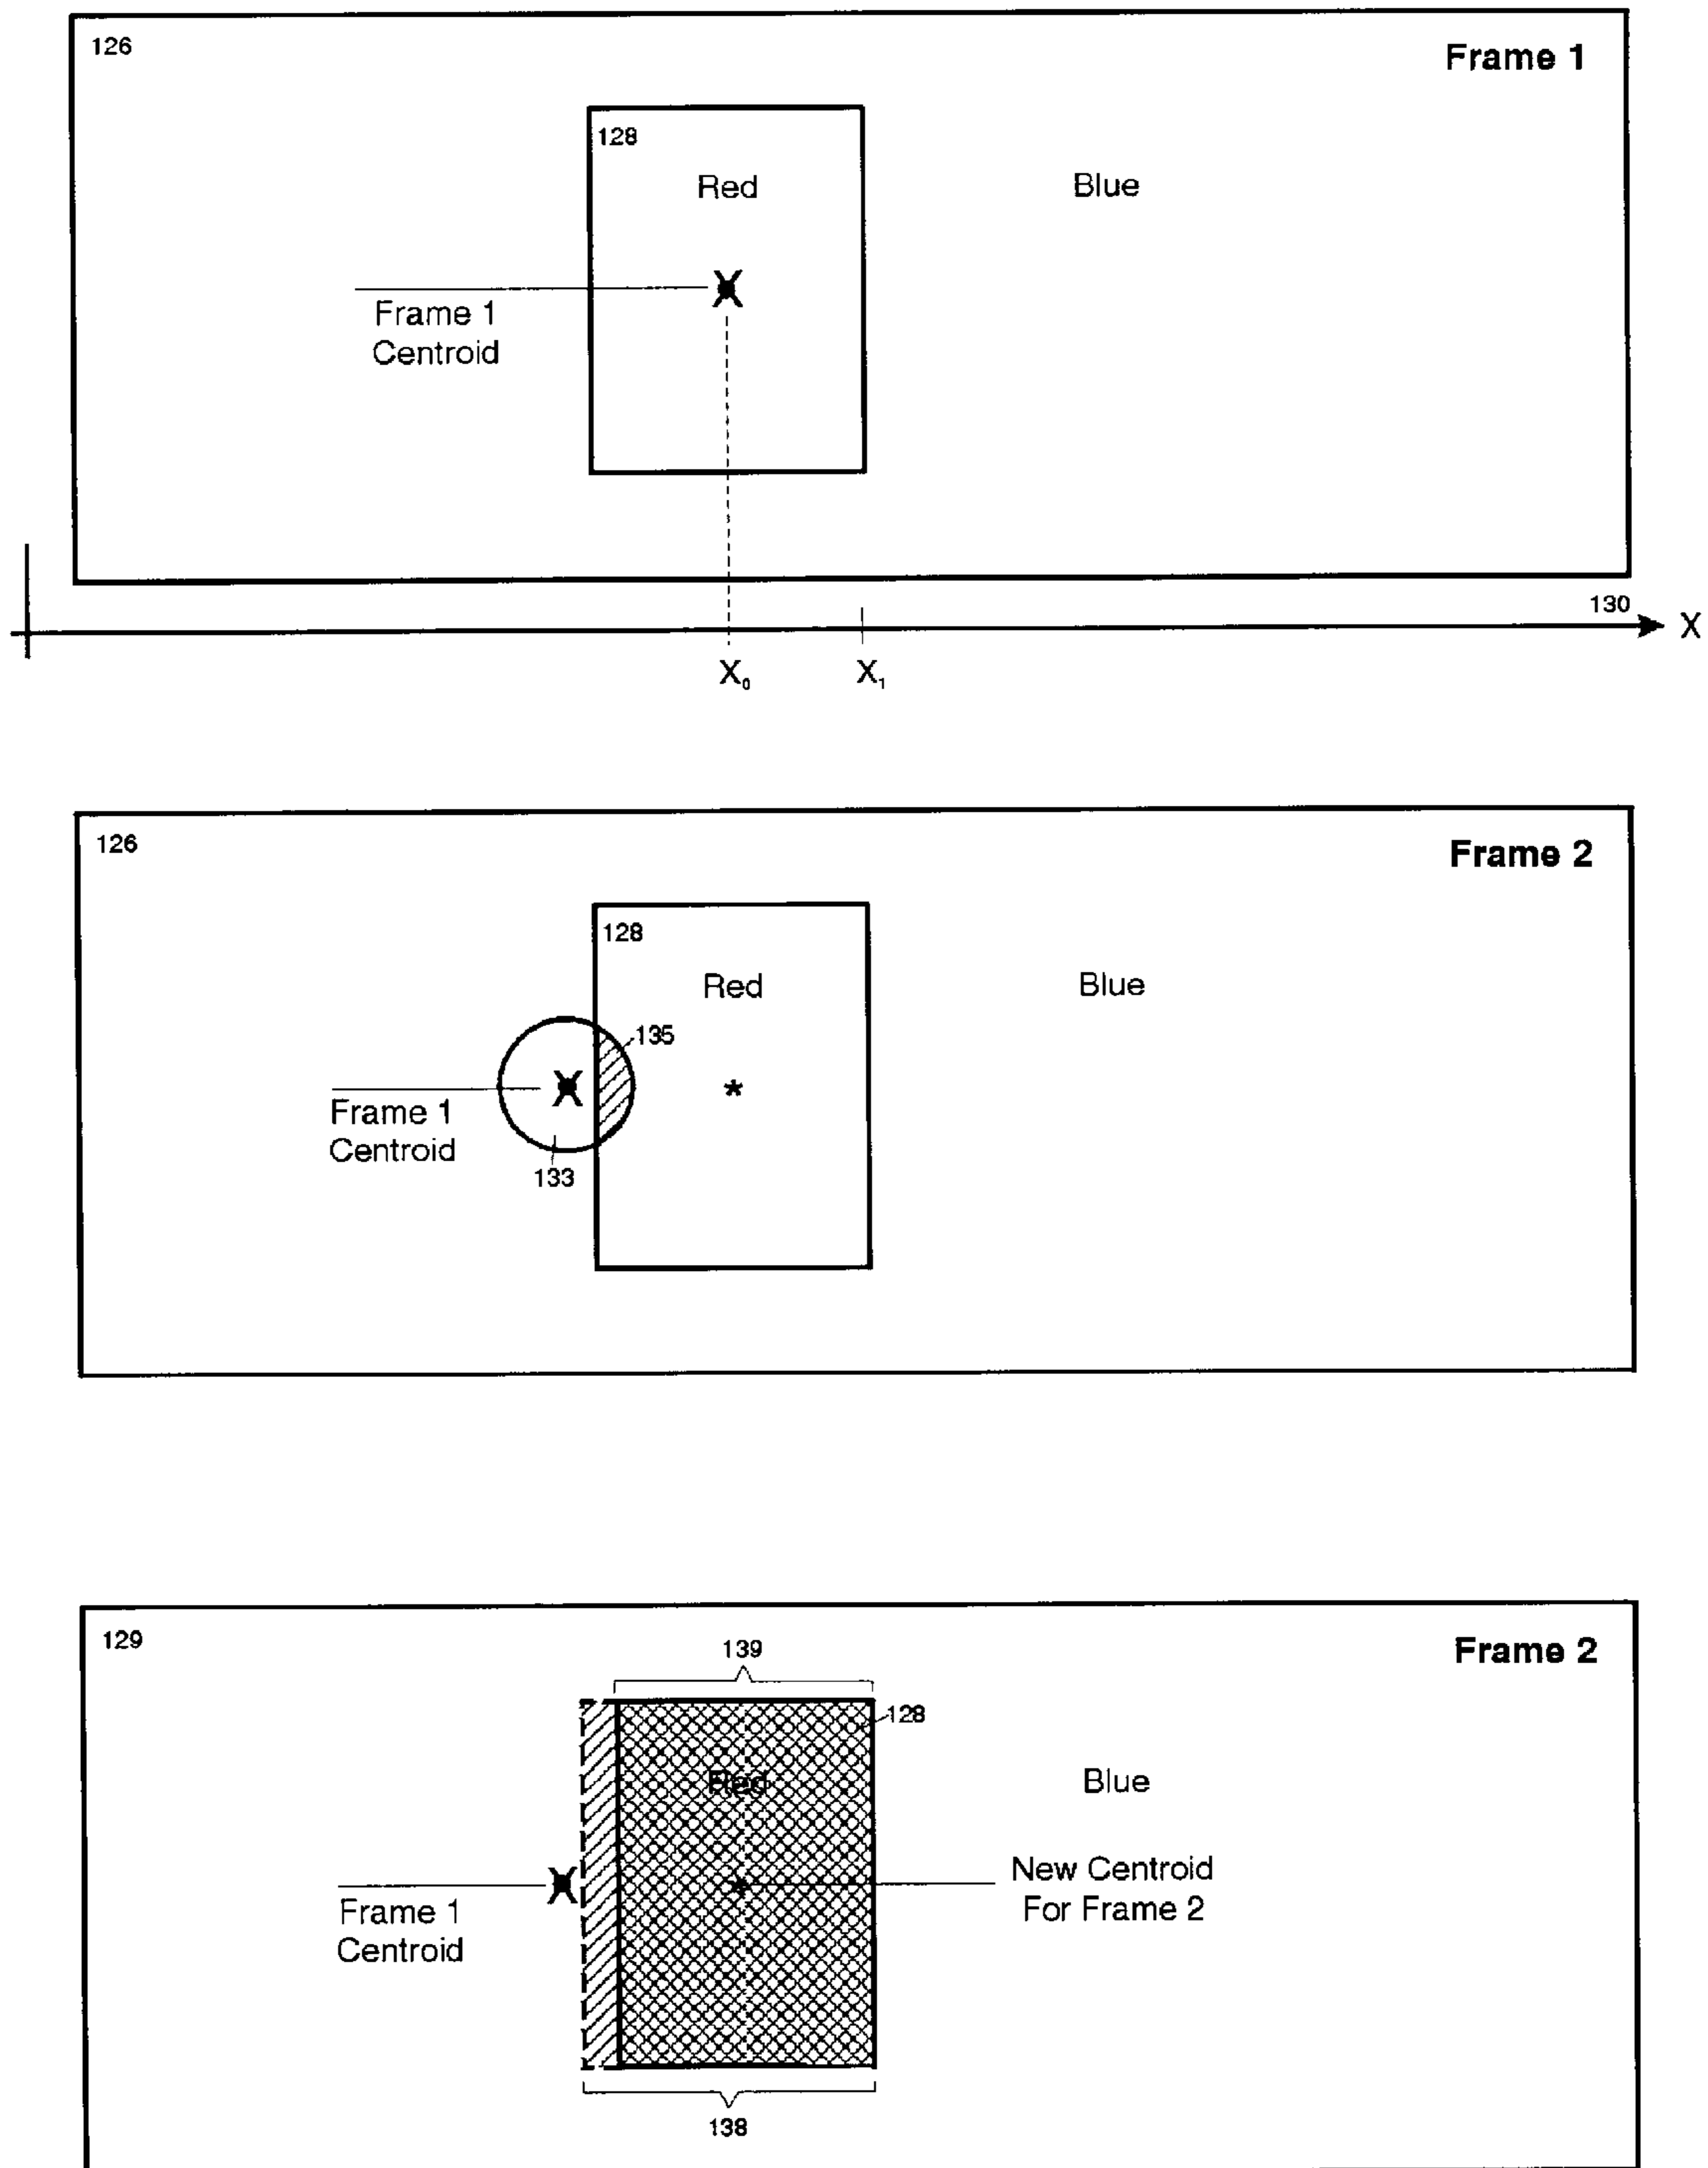 126
Frame 1
128
Red
Blue
Frame 1
Centroid
130
X
X₀
X₁
126
Frame 2
128
Red
Blue
135
Frame 1
Centroid
133
129
Frame 2
139
128
Red
Blue
New Centroid
For Frame 2
Frame 1
Centroid
138